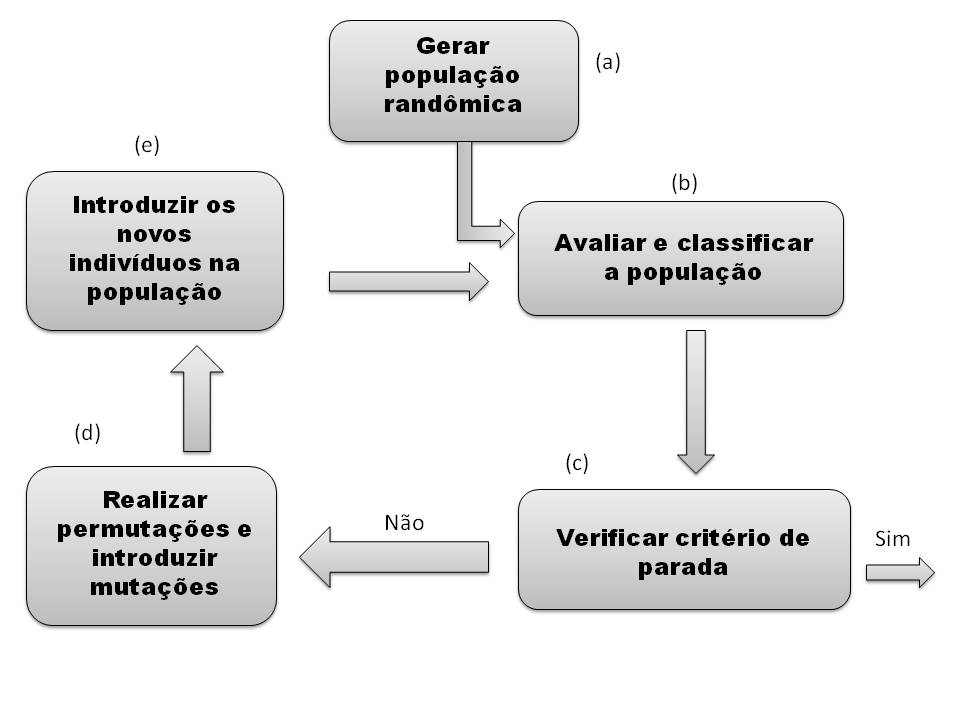 Gerar
população
randômica
(a)
(b)
Avaliar e classificar
a população
(c)
Verificar critério de
parada
Sim
Não
(d)
Realizar
permutações e
introduzir
mutações
(e)
Introduzir os
novos
indivíduos na
população